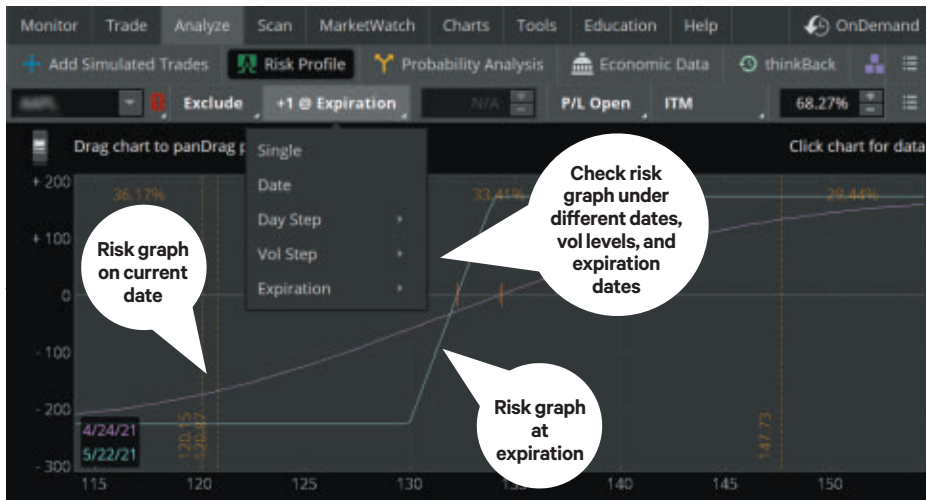 Monitor Trade Analyze Scan MarketWatch Charts Tools Education Help OnDemand
Add Simulated Trades Risk Profile Probability Analysis Economic Data thinkBack
Exclude +1 @ Expiration N/A P/L Open ITM 68.27%
Drag chart to panDrag p
Click chart for data
Single
Date
Day Step
Vol Step
Expiration
Check risk
graph under
different dates,
vol levels, and
expiration
dates
Risk graph
on current
date
Risk graph
at
expiration
36.17% 33.41% 29.44%
+ 200
+ 100
0
- 100
- 200
- 300
4/24/21
5/22/21
120.15
120.87
147.73
115 120 125 130 135 140 145 150